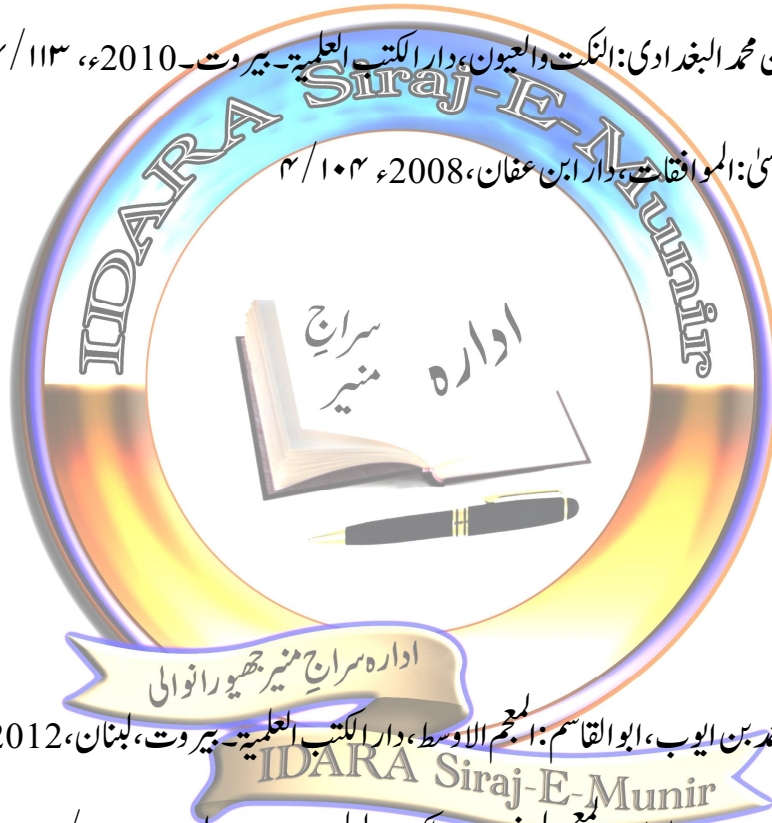 محمد البغدادی: النکت والعیون، دار الکتب العلمیۃ۔ بیروت۔2010ء، ۱۱۳/
IDARA Siraj-E-Munir
: الموافقات، دار ابن عفان، 2008ء ۴/۱۰۴
ادارہ
سراجِ
منیر
ادارہ سراجِ منیر جھیورانوالی
بن ایوب، ابو القاسم: المعجم الاوسط، دار الکتب العلمیۃ۔ بیروت، لبنان، 2012
IDARA Siraj-E-Munir